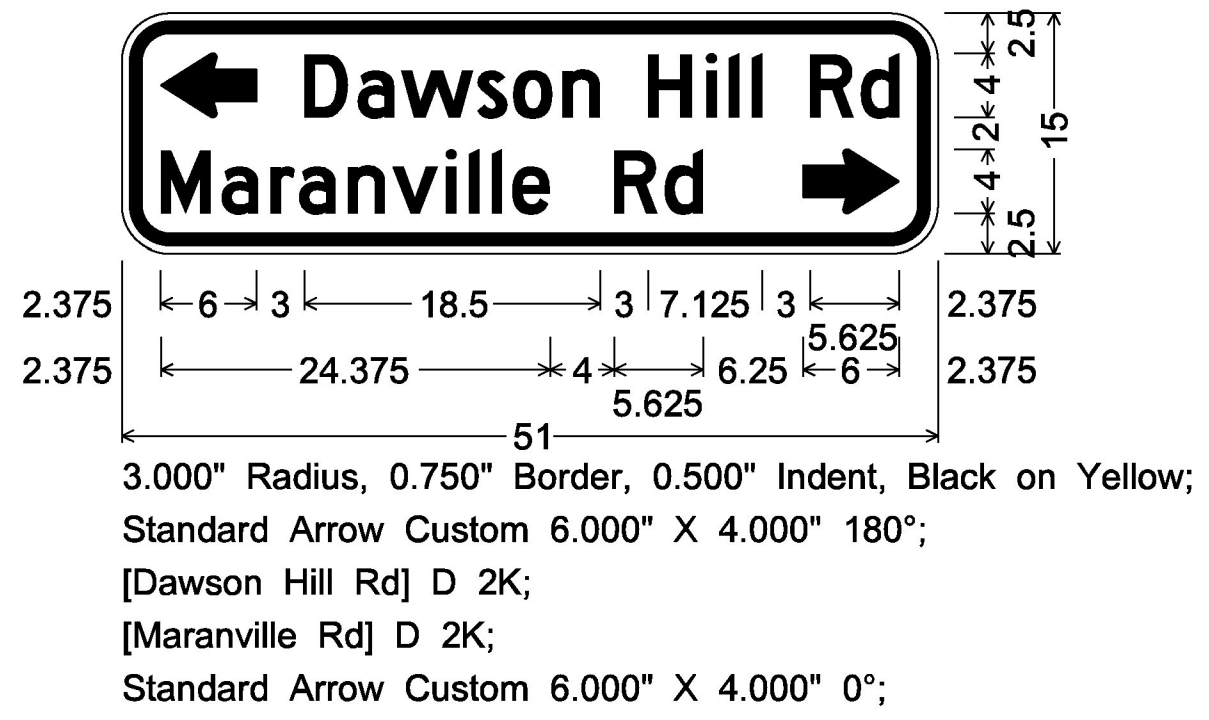 Dawson Hill Rd
Maranville Rd
2.5
4
2
4
2.5
15
2.375 6 3 18.5 3 7.125 3 5.625 2.375
2.375 24.375 4 5.625 6.25 6 2.375
51
3.000" Radius, 0.750" Border, 0.500" Indent, Black on Yellow;
Standard Arrow Custom 6.000" X 4.000" 180°;
[Dawson Hill Rd] D 2K;
[Maranville Rd] D 2K;
Standard Arrow Custom 6.000" X 4.000" 0°;